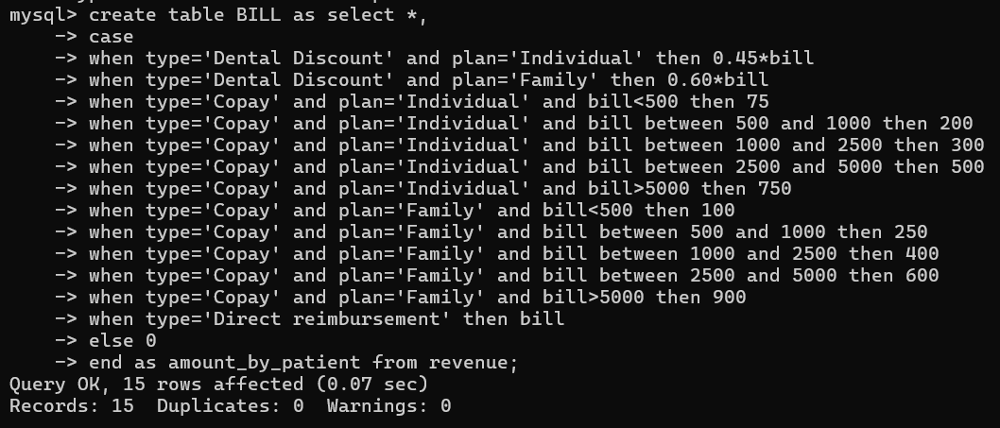 mysql> create table BILL as select *,
    -> case
    -> when type='Dental Discount' and plan='Individual' then 0.45*bill
    -> when type='Dental Discount' and plan='Family' then 0.60*bill
    -> when type='Copay' and plan='Individual' and bill<500 then 75
    -> when type='Copay' and plan='Individual' and bill between 500 and 1000 then 200
    -> when type='Copay' and plan='Individual' and bill between 1000 and 2500 then 300
    -> when type='Copay' and plan='Individual' and bill between 2500 and 5000 then 500
    -> when type='Copay' and plan='Individual' and bill>5000 then 750
    -> when type='Copay' and plan='Family' and bill<500 then 100
    -> when type='Copay' and plan='Family' and bill between 500 and 1000 then 250
    -> when type='Copay' and plan='Family' and bill between 1000 and 2500 then 400
    -> when type='Copay' and plan='Family' and bill between 2500 and 5000 then 600
    -> when type='Copay' and plan='Family' and bill>5000 then 900
    -> when type='Direct reimbursement' then bill
    -> else 0
    -> end as amount_by_patient from revenue;
Query OK, 15 rows affected (0.07 sec)
Records: 15  Duplicates: 0  Warnings: 0